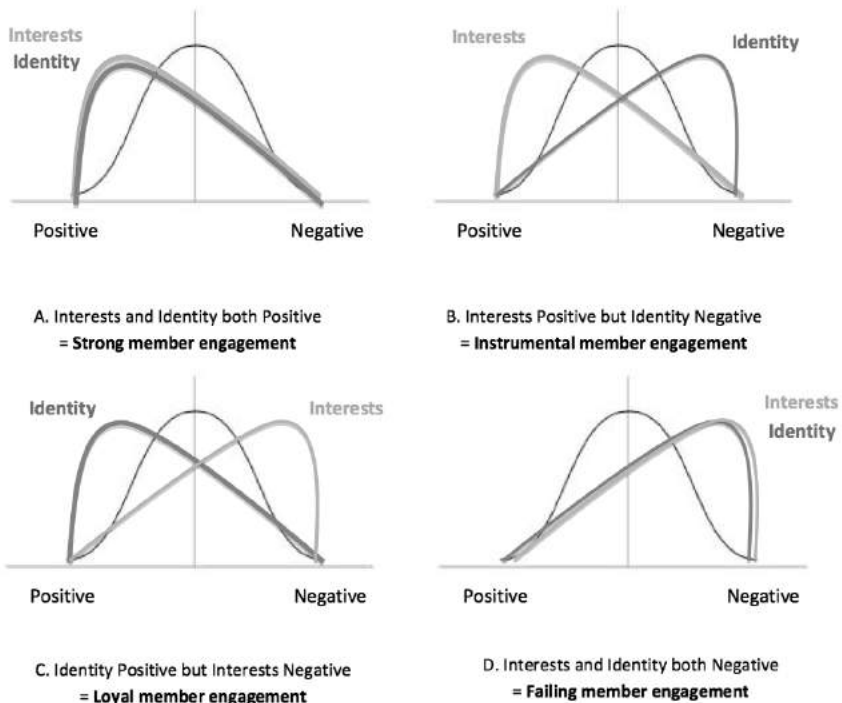 Interests
Identity
Positive
Negative
A. Interests and Identity both Positive
= Strong member engagement
Interests
Identity
Positive
Negative
B. Interests Positive but Identity Negative
= Instrumental member engagement
Identity
Interests
Positive
Negative
C. Identity Positive but Interests Negative
= Loyal member engagement
Interests
Identity
Positive
Negative
D. Interests and Identity both Negative
= Failing member engagement